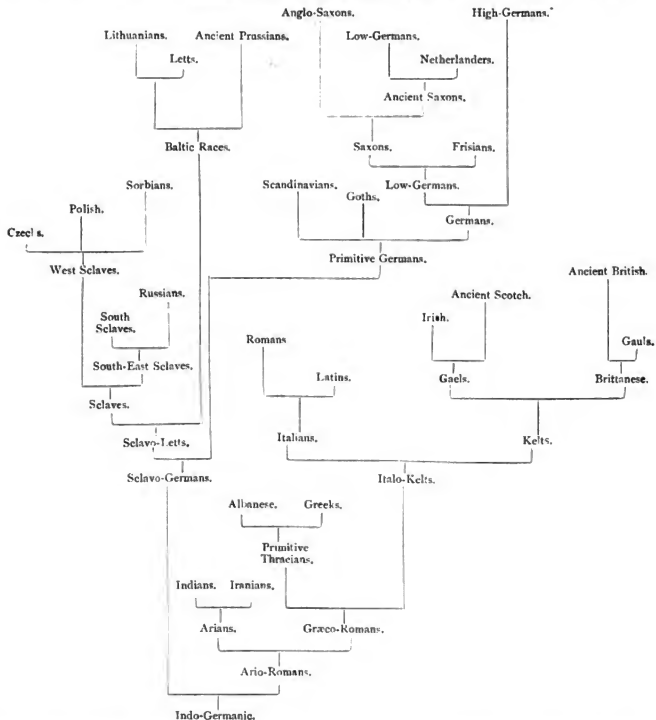 Anglo-Saxons.
High-Germans.*
Lithuanians.
Ancient Prussians.
Low-Germans.
Letts.
Netherlanders.
Ancient Saxons.
Baltic Races.
Saxons.
Frisians.
Sorbians.
Scandinavians.
Low-Germans.
Goths.
Polish.
Germans.
Czechs.
Primitive Germans.
West Sclaves.
Ancient British.
Russians.
Ancient Scotch.
South
Sclaves.
Irish.
Romans
Gauls.
South-East Sclaves.
Latins.
Gaels.
Brittanese.
Sclaves.
Sclavo-Letts.
Italians.
Kelts.
Sclavo-Germans.
Italo-Kelts.
Albanese.
Greeks.
Primitive
Thracians.
Indians.
Iranians.
Arians.
Græco-Romans.
Ario-Romans.
Indo-Germanic.